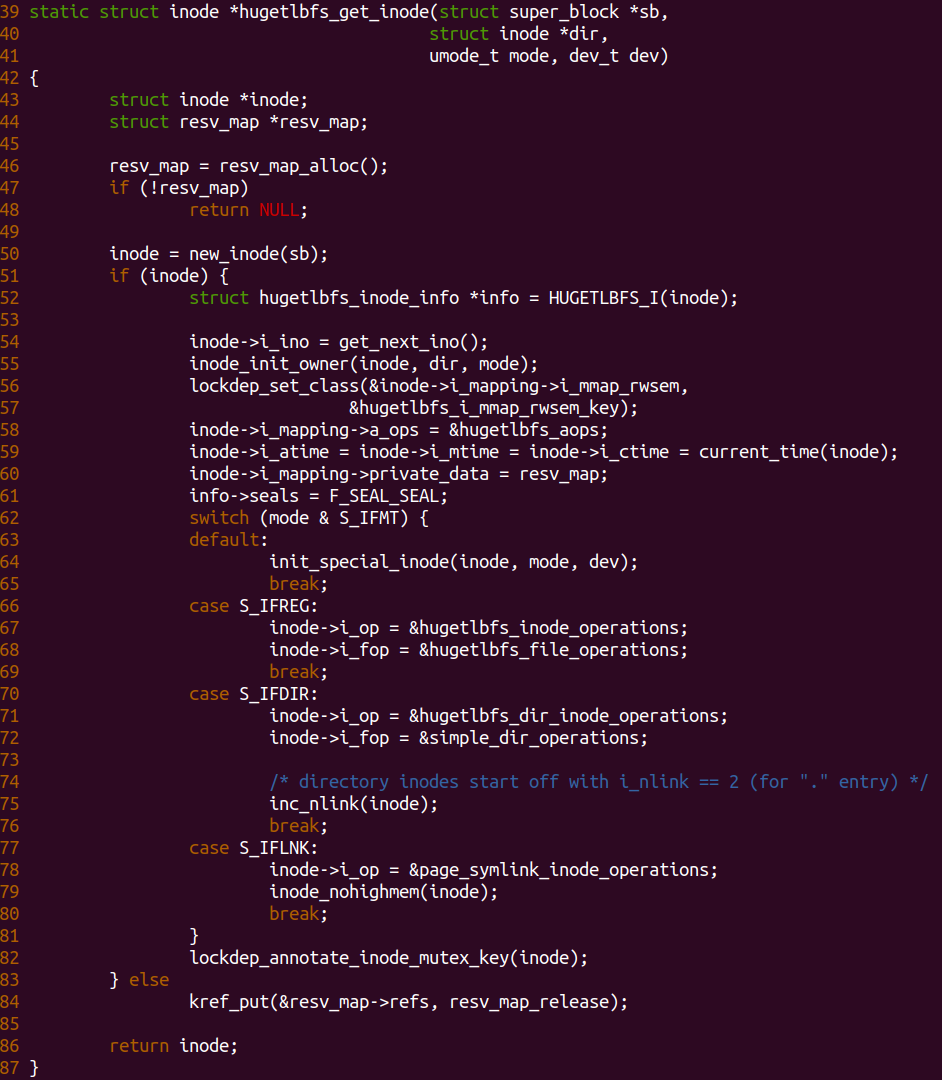 39 static struct inode *hugetlbfs_get_inode(struct super_block *sb,
40                                         struct inode *dir,
41                                         umode_t mode, dev_t dev)
42 {
43         struct inode *inode;
44         struct resv_map *resv_map;
45
46         resv_map = resv_map_alloc();
47         if (!resv_map)
48                 return NULL;
49
50         inode = new_inode(sb);
51         if (inode) {
52                 struct hugetlbfs_inode_info *info = HUGETLBFS_I(inode);
53
54                 inode->i_ino = get_next_ino();
55                 inode_init_owner(inode, dir, mode);
56                 lockdep_set_class(&inode->i_mapping->i_mmap_rwsem,
57                                 &hugetlbfs_i_mmap_rwsem_key);
58                 inode->i_mapping->a_ops = &hugetlbfs_aops;
59                 inode->i_atime = inode->i_mtime = inode->i_ctime = current_time(inode);
60                 inode->i_mapping->private_data = resv_map;
61                 info->seals = F_SEAL_SEAL;
62                 switch (mode & S_IFMT) {
63                 default:
64                         init_special_inode(inode, mode, dev);
65                         break;
66                 case S_IFREG:
67                         inode->i_op = &hugetlbfs_inode_operations;
68                         inode->i_fop = &hugetlbfs_file_operations;
69                         break;
70                 case S_IFDIR:
71                         inode->i_op = &hugetlbfs_dir_inode_operations;
72                         inode->i_fop = &simple_dir_operations;
73
74                         /* directory inodes start off with i_nlink == 2 (for "." entry) */
75                         inc_nlink(inode);
76                         break;
77                 case S_IFLNK:
78                         inode->i_op = &page_symlink_inode_operations;
79                         inode_nohighmem(inode);
80                         break;
81                 }
82                 lockdep_annotate_inode_mutex_key(inode);
83         } else
84                 kref_put(&resv_map->refs, resv_map_release);
85
86         return inode;
87 }